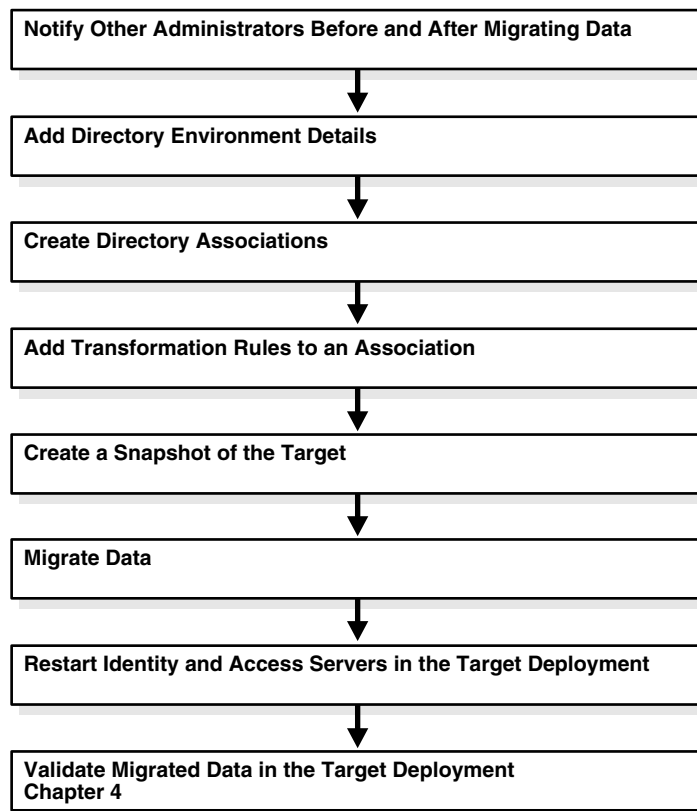 Notify Other Administrators Before and After Migrating Data
Add Directory Environment Details
Create Directory Associations
Add Transformation Rules to an Association
Create a Snapshot of the Target
Migrate Data
Restart Identity and Access Servers in the Target Deployment
Validate Migrated Data in the Target Deployment
Chapter 4